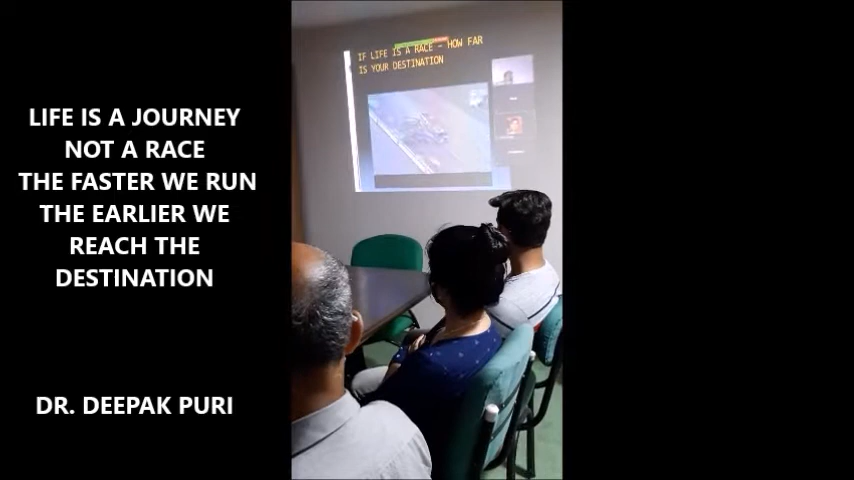 LIFE IS A JOURNEY
NOT A RACE
THE FASTER WE RUN
THE EARLIER WE
REACH THE
DESTINATION
DR. DEEPAK PURI
IF LIFE IS A RACE - HOW FAR
IS YOUR DESTINATION